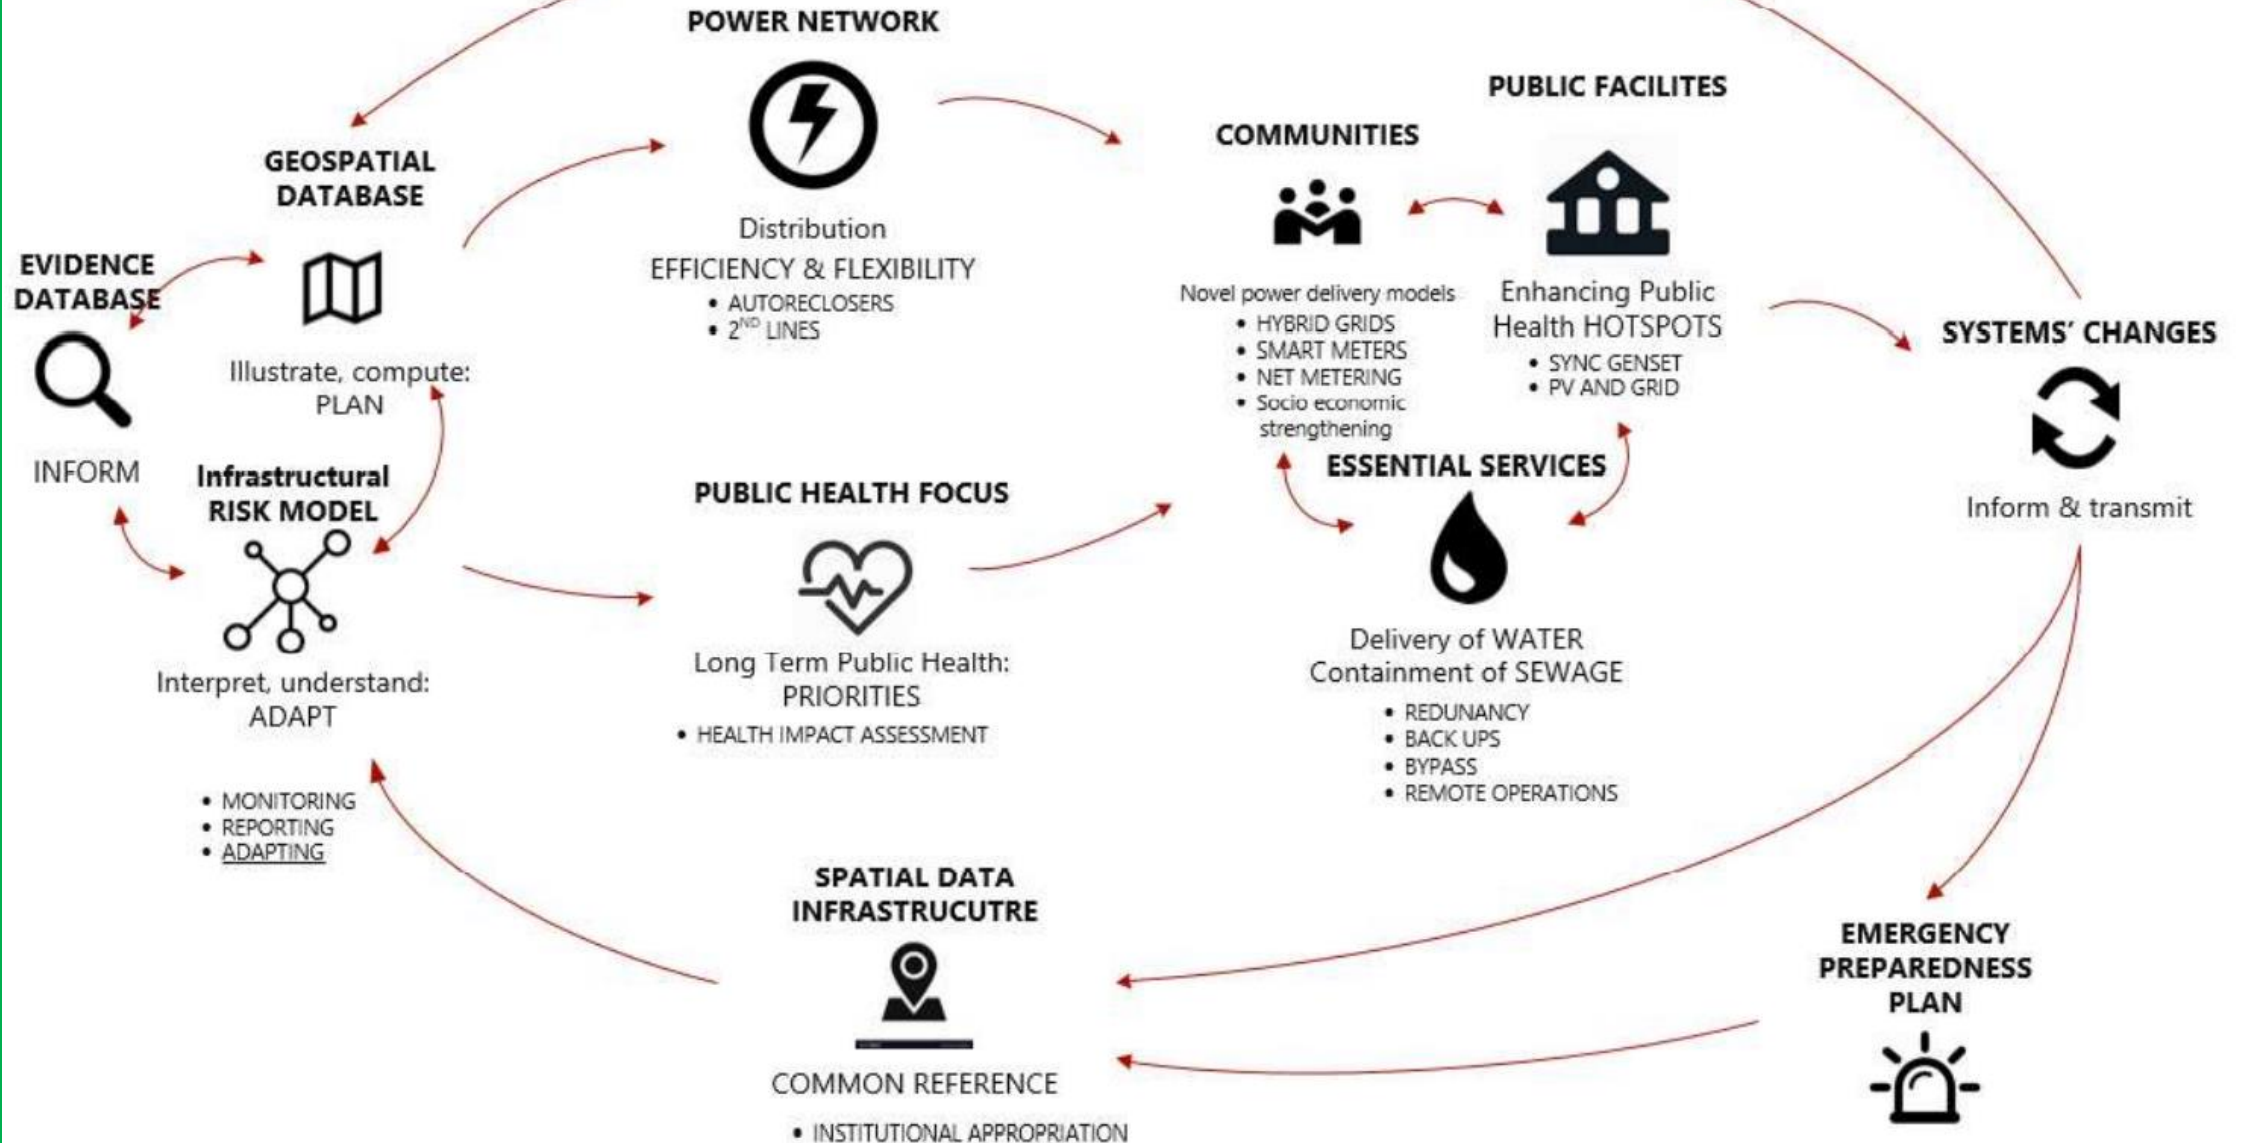 POWER NETWORK
Distribution
EFFICIENCY & FLEXIBILITY
• AUTORECLOSERS
• 2ND LINES
GEOSPATIAL
DATABASE
Illustrate, compute:
PLAN
EVIDENCE
DATABASE
INFORM
Infrastructural
RISK MODEL
Interpret, understand:
ADAPT
• MONITORING
• REPORTING
• ADAPTING
PUBLIC HEALTH FOCUS
Long Term Public Health:
PRIORITIES
• HEALTH IMPACT ASSESSMENT
COMMUNITIES
Novel power delivery models
• HYBRID GRIDS
• SMART METERS
• NET METERING
• Socio economic
strengthening
PUBLIC FACILITES
Enhancing Public
Health HOTSPOTS
• SYNC GENSET
• PV AND GRID
ESSENTIAL SERVICES
Delivery of WATER
Containment of SEWAGE
• REDUNANCY
• BACK UPS
• BYPASS
• REMOTE OPERATIONS
SYSTEMS’ CHANGES
Inform & transmit
SPATIAL DATA
INFRASTRUCUTRE
COMMON REFERENCE
• INSTITUTIONAL APPROPRIATION
EMERGENCY
PREPAREDNESS
PLAN